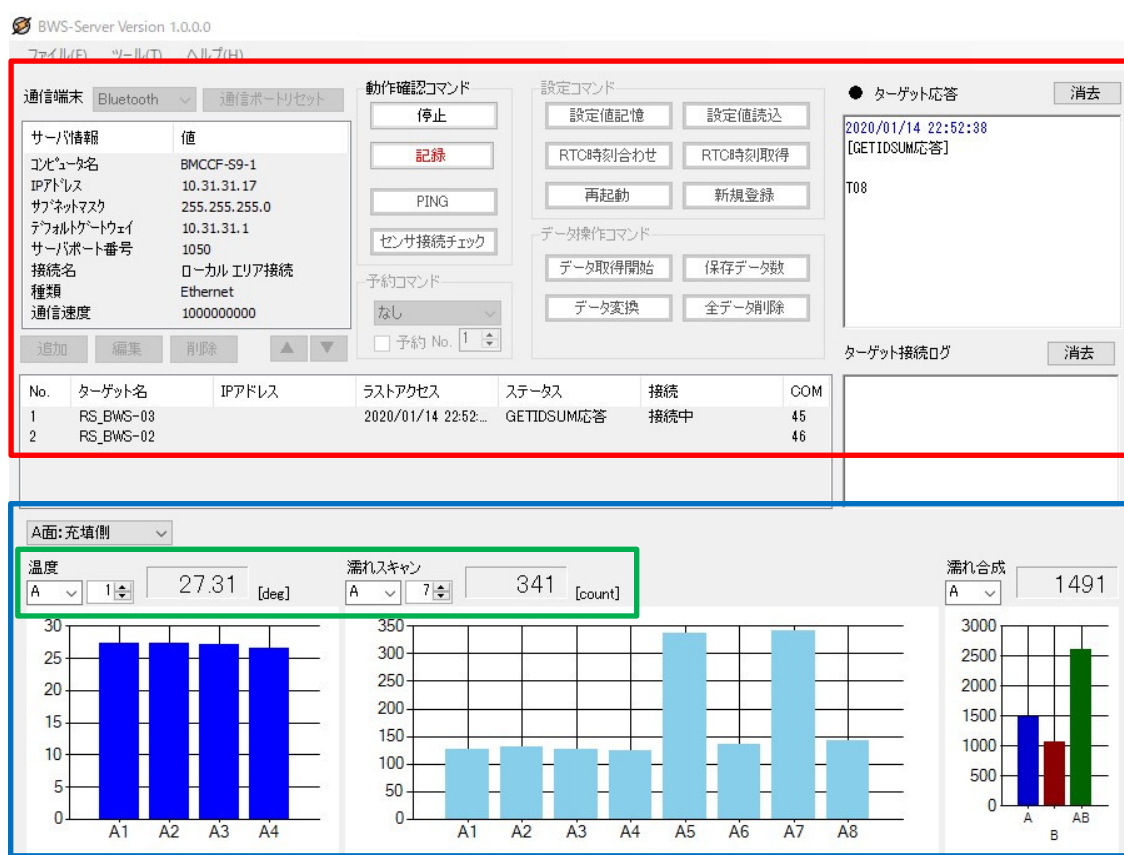 BWS-Server Version 1.0.0.0
ファイル(F) ツール(T) ヘルプ(H)
通信端末 Bluetooth 通信ポートリセット
サーバ情報 値
コンピュータ名 BMCCF-S9-1
IPアドレス 10.31.31.17
サブネットマスク 255.255.255.0
デフォルトゲートウェイ 10.31.31.1
サーバポート番号 1050
接続名 ローカル エリア接続
種類 Ethernet
通信速度 1000000000
追加 編集 削除 ▲ ▼
動作確認コマンド
停止
記録
PING
センサ接続チェック
予約コマンド
なし
予約 No. 1
設定コマンド
設定値記憶 設定値読込
RTC時刻合わせ RTC時刻取得
再起動 新規登録
データ操作コマンド
データ取得開始 保存データ数
データ変換 全データ削除
● ターゲット応答 消去
2020/01/14 22:52:38
[GETIDSUM応答]
T08
ターゲット接続ログ 消去
No. ターゲット名 IPアドレス ラストアクセス ステータス 接続 COM
1 RS_BWS-03 2020/01/14 22:52:... GETIDSUM応答 接続中 45
2 RS_BWS-02 46
A面:充填側
温度
A 1 27.31 [deg]
濡れスキャン
A 7 341 [count]
濡れ合成
A 1491
30
25
20
15
10
5
0
A1 A2 A3 A4
350
300
250
200
150
100
50
0
A1 A2 A3 A4 A5 A6 A7 A8
3000
2500
2000
1500
1000
500
0
A B AB